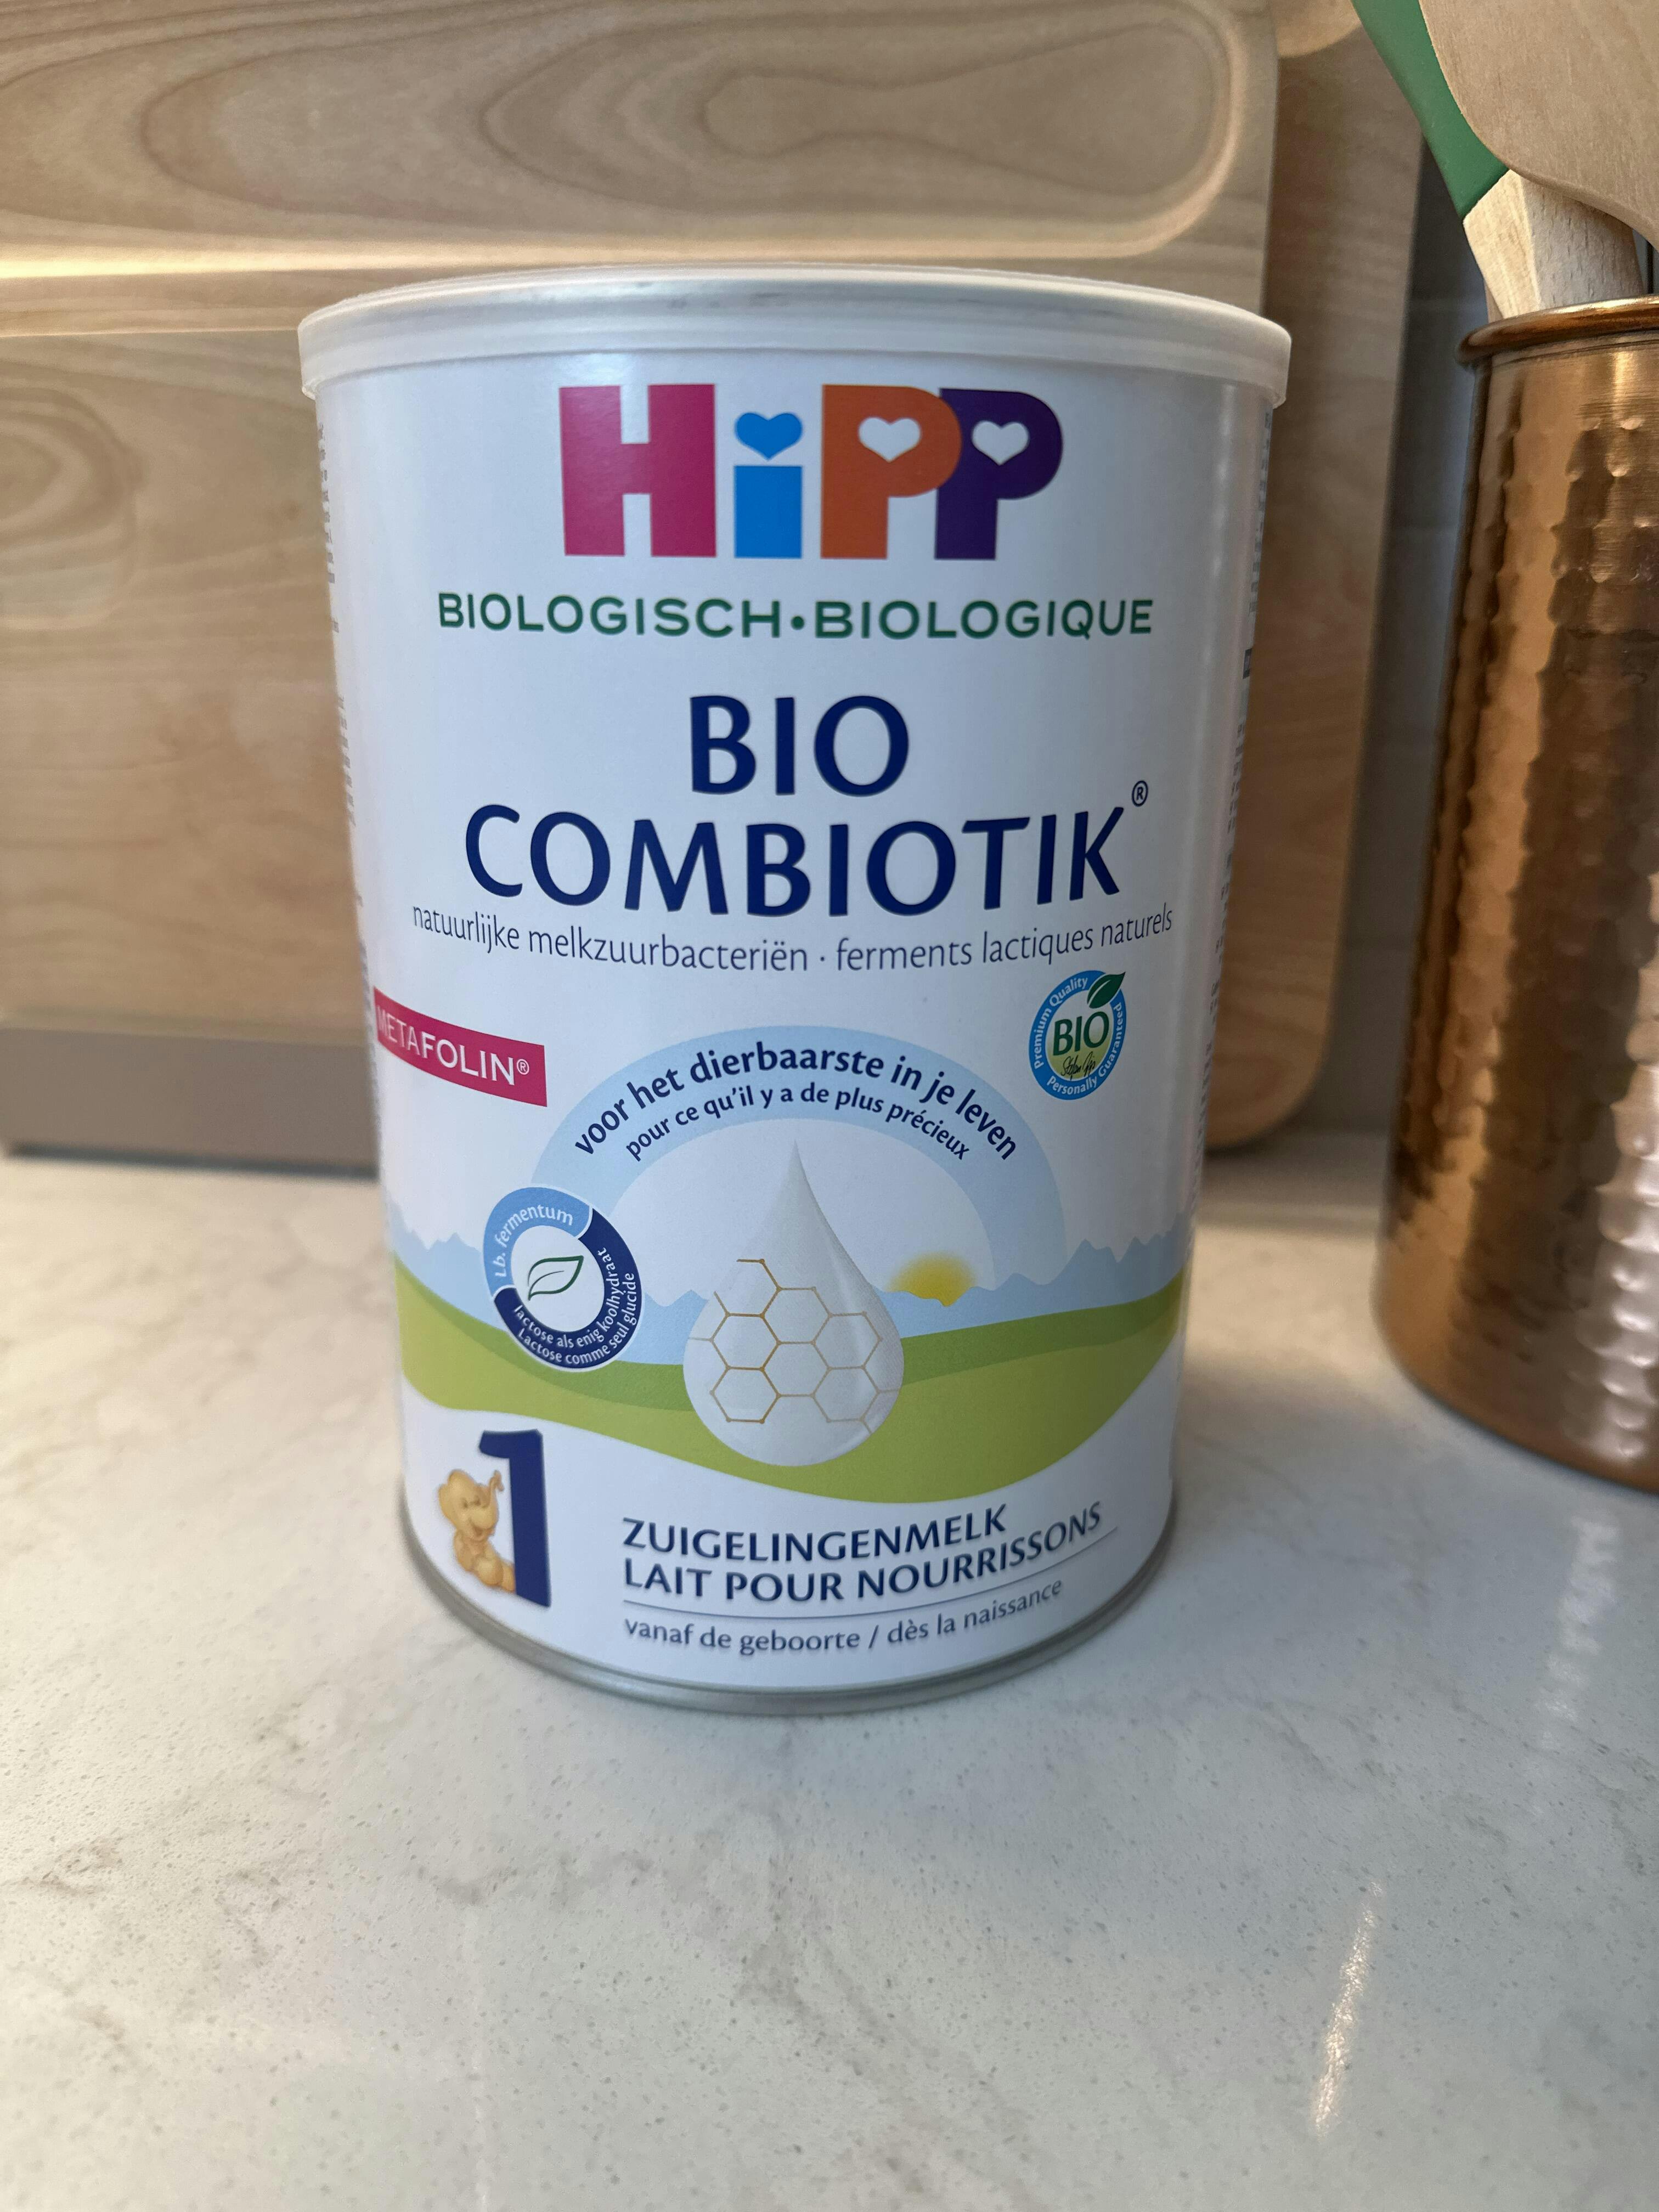 HiPP
BIOLOGISCH•BIOLOGIQUE
BIO
COMBIOTIK®
natuurlijke melkzuurbacteriën · ferments lactiques naturels
METAFOLIN®
Premium Quality
BIO
Personally Guaranteed
voor het dierbaarste in je leven
pour ce qu'il y a de plus précieux
L.b. fermentum
lactose als enig koolhydraat
Lactose comme seul glucide
1
ZUIGELINGENMELK
LAIT POUR NOURRISSONS
vanaf de geboorte / dès la naissance